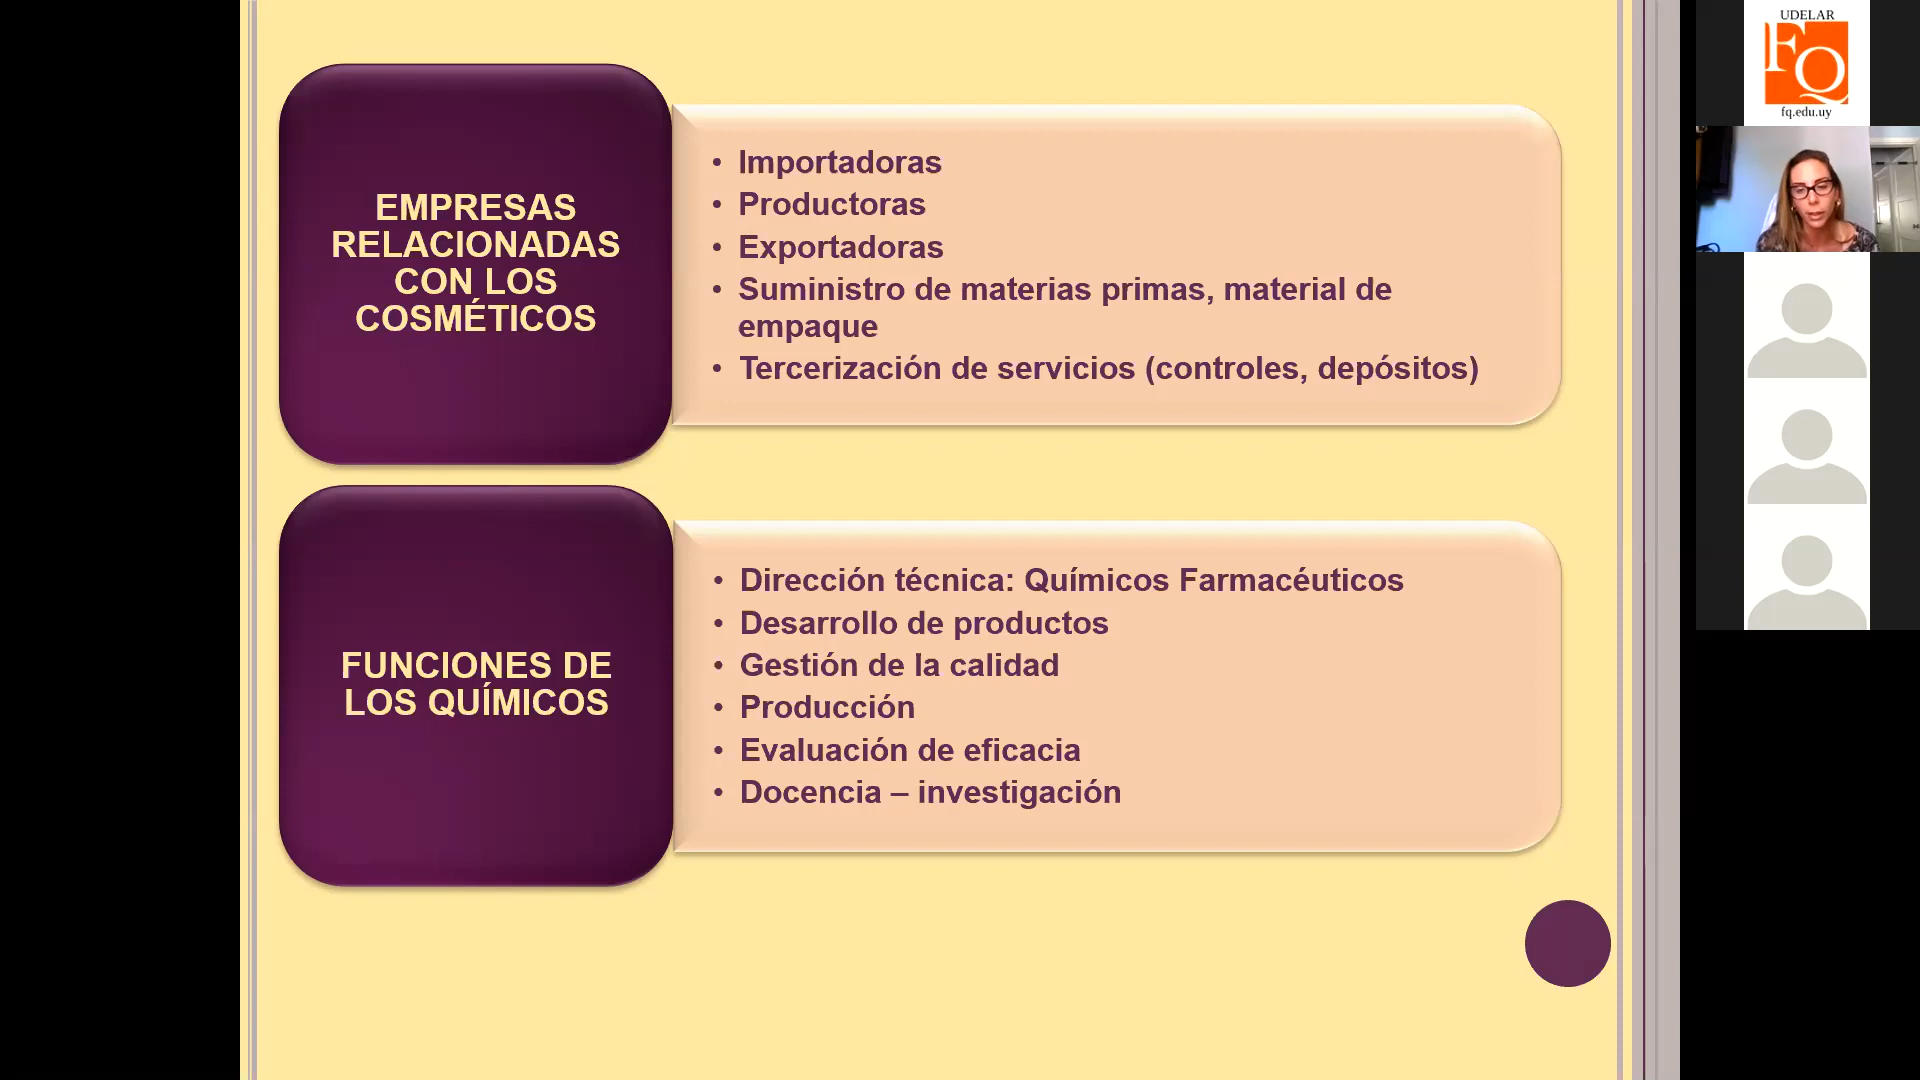 EMPRESAS
RELACIONADAS
CON LOS
COSMÉTICOS
• Importadoras
• Productoras
• Exportadoras
• Suministro de materias primas, material de
empaque
• Tercerización de servicios (controles, depósitos)
FUNCIONES DE
LOS QUÍMICOS
• Dirección técnica: Químicos Farmacéuticos
• Desarrollo de productos
• Gestión de la calidad
• Producción
• Evaluación de eficacia
• Docencia – investigación
UDELAR
FQ
fq.edu.uy